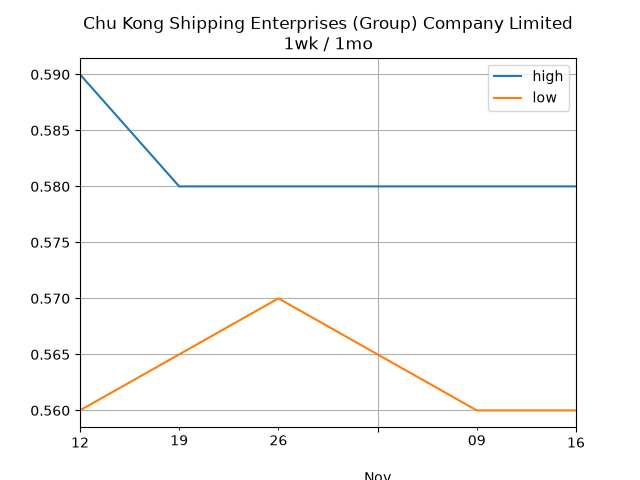 Chu Kong Shipping Enterprises (Group) Company Limited
1wk / 1mo
high
low
0.590
0.585
0.580
0.575
0.570
0.565
0.560
12
19
26
09
16
Nov